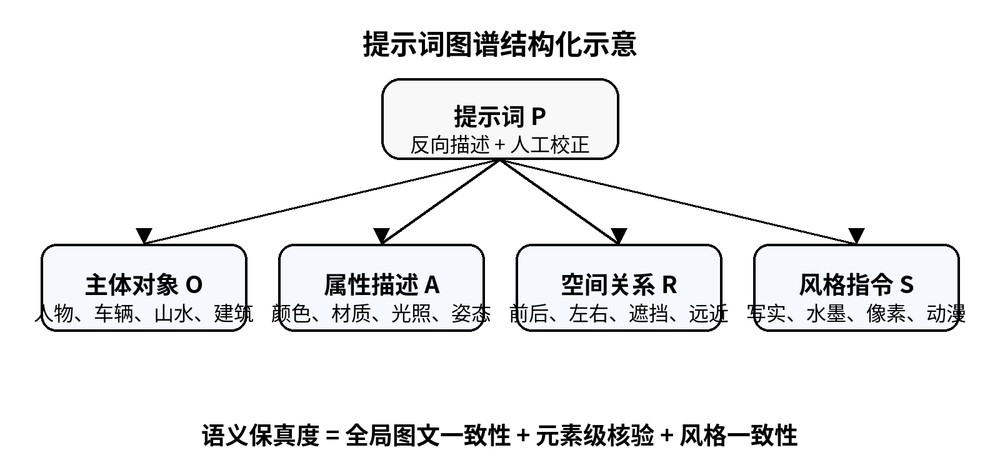 提示词图谱结构化示意
提示词 P
反向描述 + 人工校正
主体对象 O
人物、车辆、山水、建筑
属性描述 A
颜色、材质、光照、姿态
空间关系 R
前后、左右、遮挡、远近
风格指令 S
写实、水墨、像素、动漫
语义保真度 = 全局图文一致性 + 元素级核验 + 风格一致性